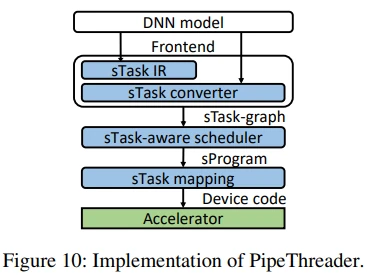 DNN model
Frontend
sTask IR
sTask converter
sTask-graph
sTask-aware scheduler
sProgram
sTask mapping
Device code
Accelerator
Figure 10: Implementation of PipeThreader.